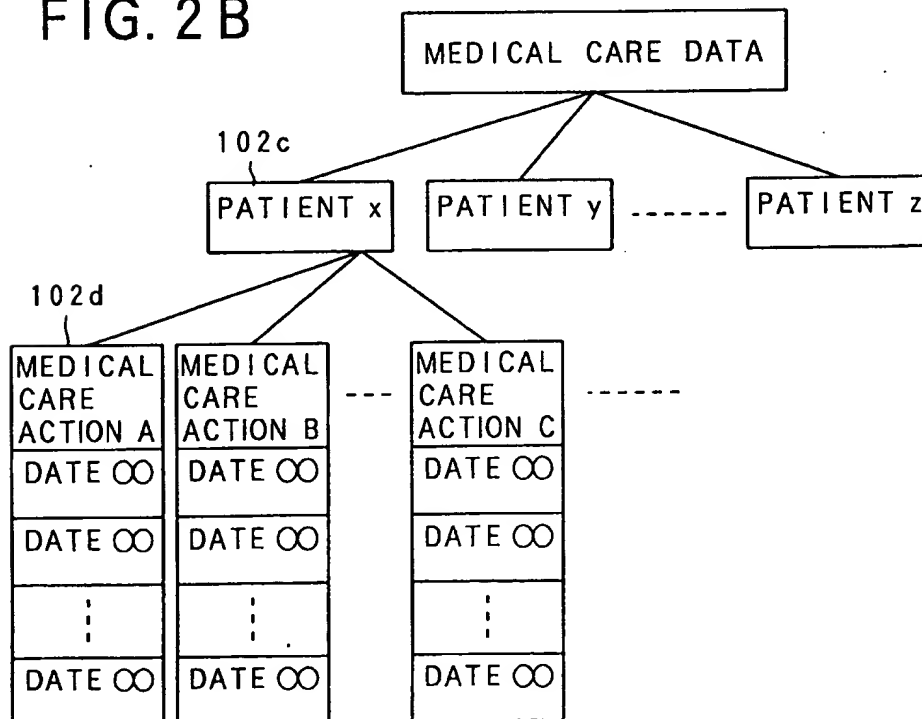 FIG. 2B
MEDICAL CARE DATA
102c
PATIENT x
PATIENT y
PATIENT z
102d
MEDICAL
CARE
ACTION A
DATE ○○
DATE ○○
DATE ○○
MEDICAL
CARE
ACTION B
DATE ○○
DATE ○○
DATE ○○
MEDICAL
CARE
ACTION C
DATE ○○
DATE ○○
DATE ○○